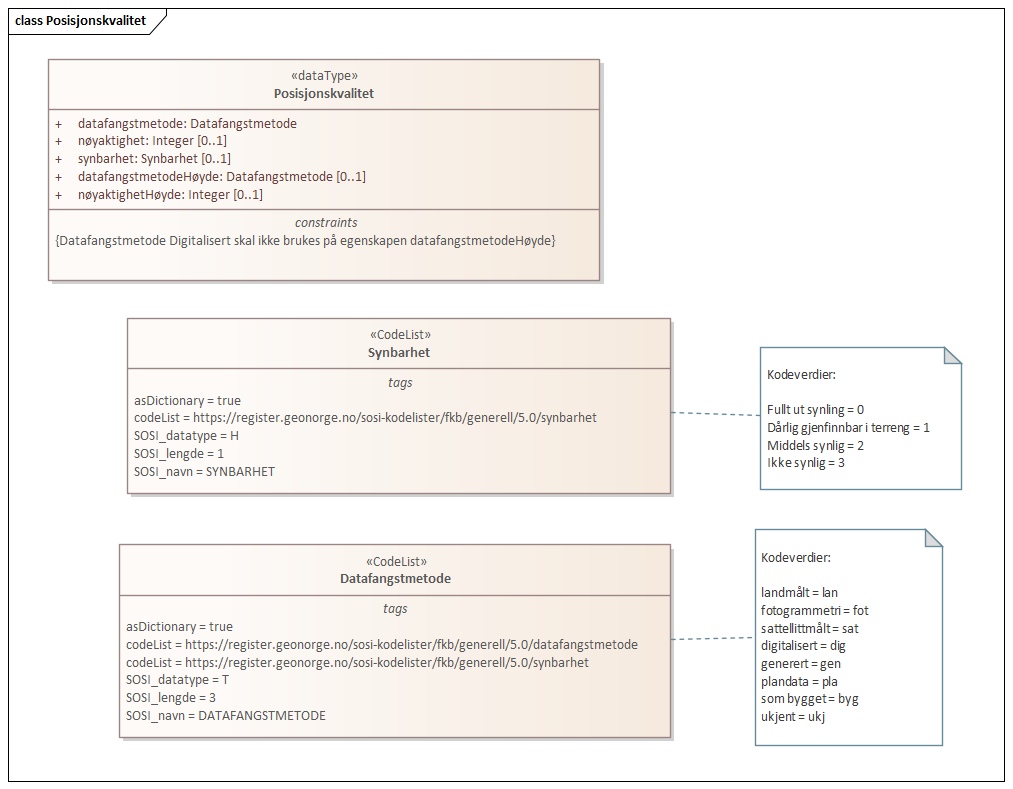 class Posisjonskvalitet
«dataType»
Posisjonskvalitet
+ datafangstmetode: Datafangstmetode
+ nøyaktighet: Integer [0..1]
+ synbarhet: Synbarhet [0..1]
+ datafangstmetodeHøyde: Datafangstmetode [0..1]
+ nøyaktighetHøyde: Integer [0..1]
constraints
{Datafangstmetode Digitalisert skal ikke brukes på egenskapen datafangstmetodeHøyde}
«CodeList»
Synbarhet
tags
asDictionary = true
codeList = https://register.geonorge.no/sosi-kodelister/fkb/generell/5.0/synbarhet
SOSI_datatype = H
SOSI_lengde = 1
SOSI_navn = SYNBARHET
Kodeverdier:
Fullt ut synling = 0
Dårlig gjenfinnbar i terreng = 1
Middels synlig = 2
Ikke synlig = 3
«CodeList»
Datafangstmetode
tags
asDictionary = true
codeList = https://register.geonorge.no/sosi-kodelister/fkb/generell/5.0/datafangstmetode
codeList = https://register.geonorge.no/sosi-kodelister/fkb/generell/5.0/synbarhet
SOSI_datatype = T
SOSI_lengde = 3
SOSI_navn = DATAFANGSTMETODE
Kodeverdier:
landmålt = lan
fotogrammetri = fot
sattellittmålt = sat
digitalisert = dig
generert = gen
plandata = pla
som bygget = byg
ukjent = ukj